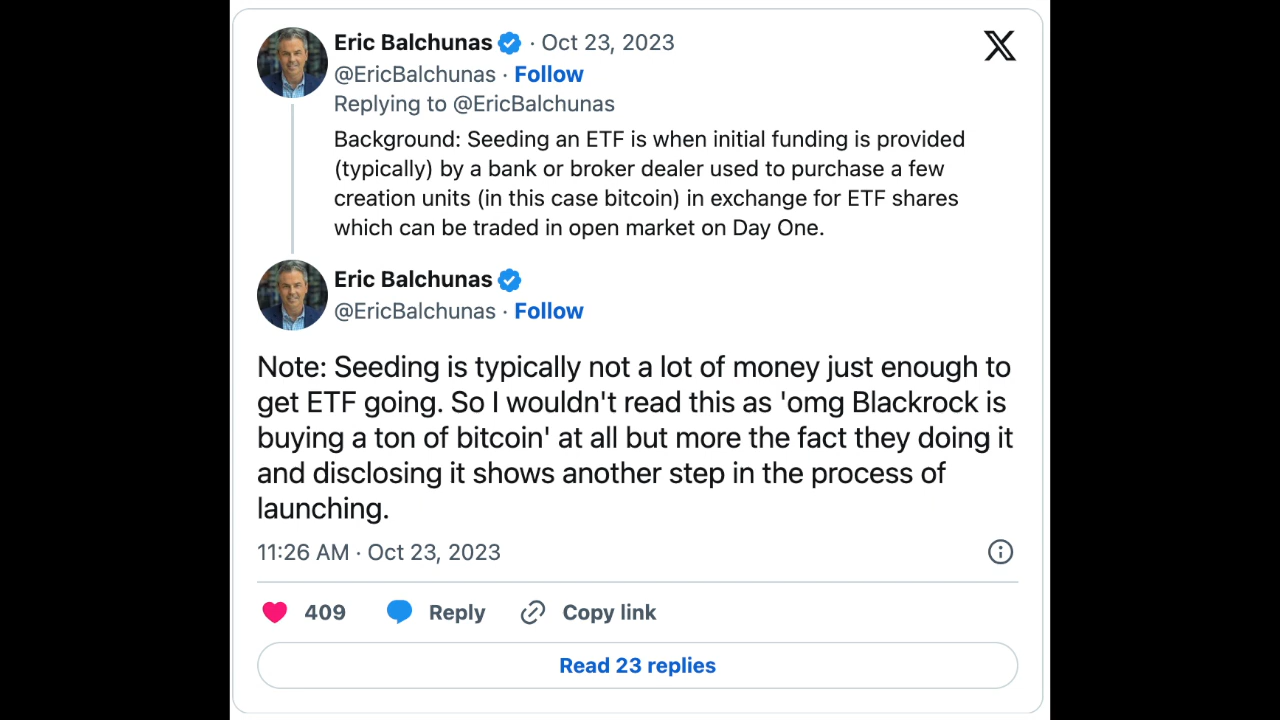 Eric Balchunas · Oct 23, 2023
@EricBalchunas · Follow
Replying to @EricBalchunas
Background: Seeding an ETF is when initial funding is provided
(typically) by a bank or broker dealer used to purchase a few
creation units (in this case bitcoin) in exchange for ETF shares
which can be traded in open market on Day One.
Eric Balchunas
@EricBalchunas · Follow
Note: Seeding is typically not a lot of money just enough to
get ETF going. So I wouldn't read this as 'omg Blackrock is
buying a ton of bitcoin' at all but more the fact they doing it
and disclosing it shows another step in the process of
launching.
11:26 AM · Oct 23, 2023
409 Reply Copy link
Read 23 replies